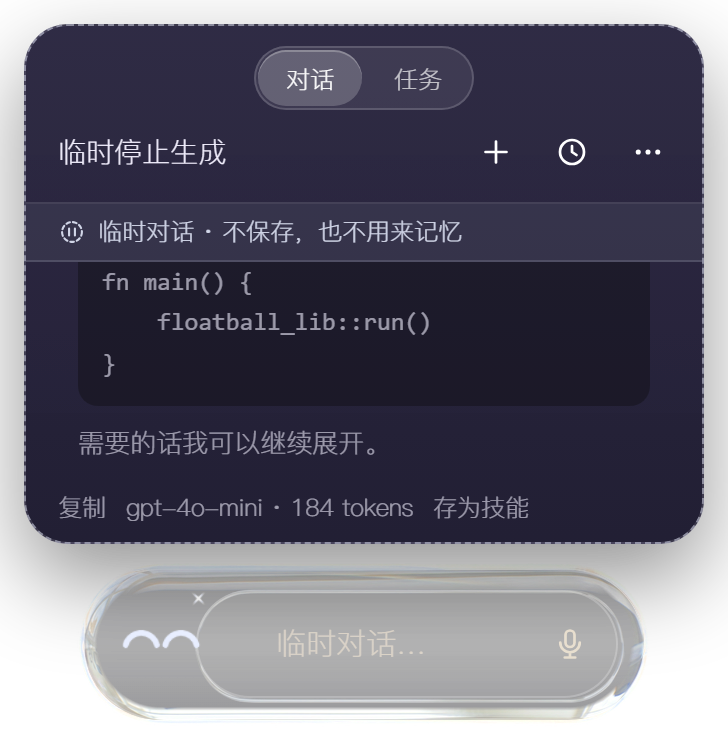 对话 任务
临时停止生成
临时对话 · 不保存，也不用来记忆
fn main() {
    floatball_lib::run()
}
需要的话我可以继续展开。
复制 gpt-4o-mini · 184 tokens 存为技能
临时对话...